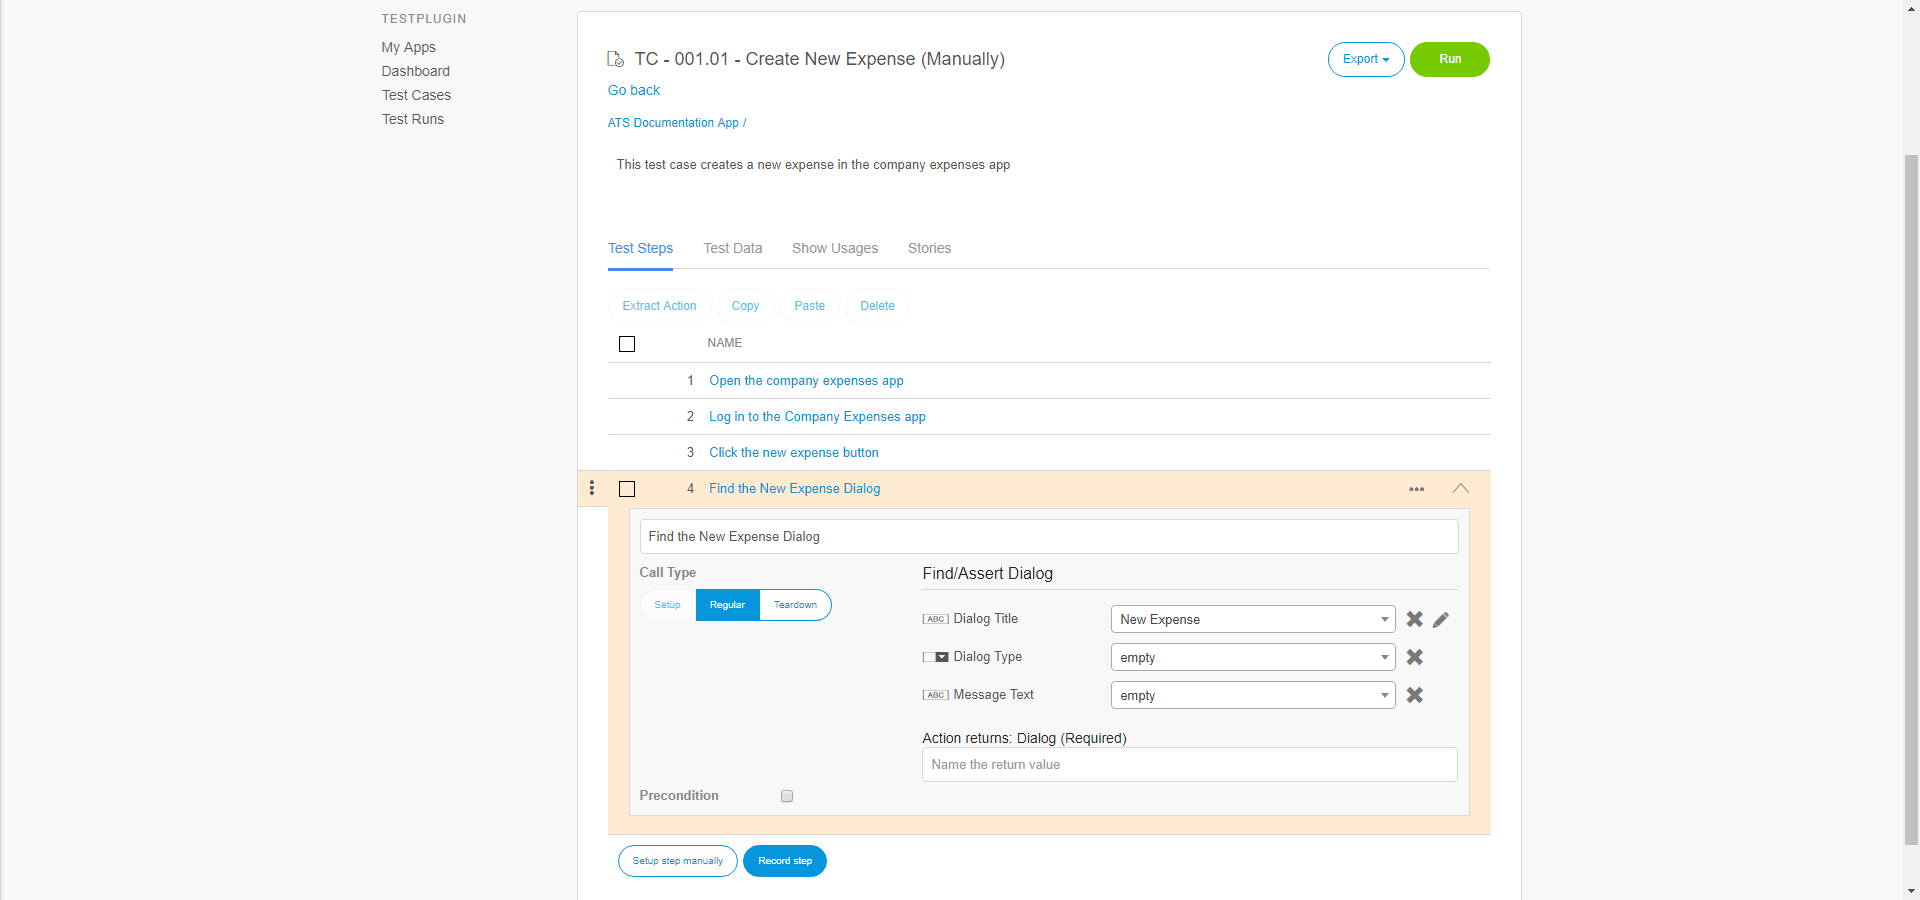 TESTPLUGIN
My Apps
Dashboard
Test Cases
Test Runs
TC - 001.01 - Create New Expense (Manually)
Export
Run
Go back
ATS Documentation App /
This test case creates a new expense in the company expenses app
Test Steps
Test Data
Show Usages
Stories
Extract Action
Copy
Paste
Delete
NAME
1 Open the company expenses app
2 Log in to the Company Expenses app
3 Click the new expense button
4 Find the New Expense Dialog
Find the New Expense Dialog
Call Type
Setup
Regular
Teardown
Find/Assert Dialog
ABC Dialog Title
New Expense
Dialog Type
empty
ABC Message Text
empty
Action returns: Dialog (Required)
Name the return value
Precondition
Setup step manually
Record step